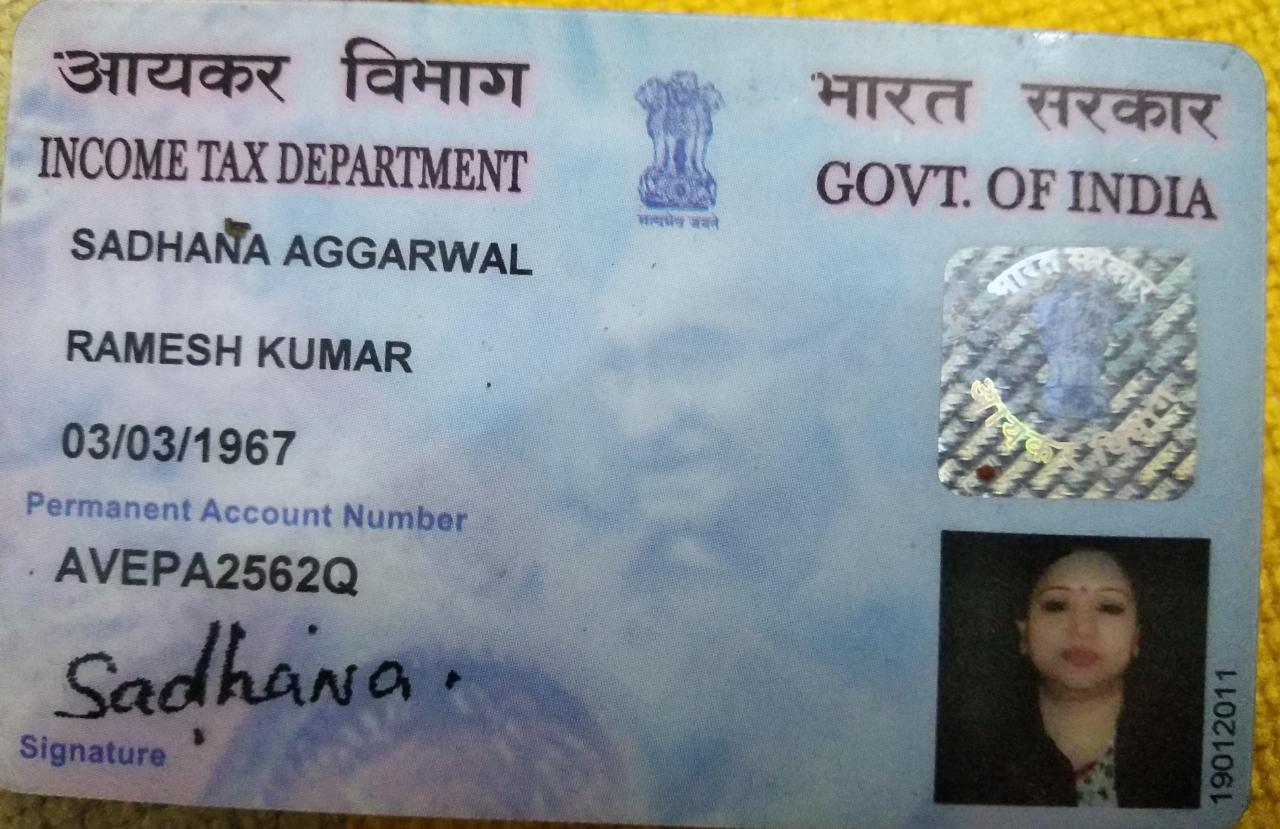 आयकर विभाग
INCOME TAX DEPARTMENT
भारत सरकार
GOVT. OF INDIA
सत्यमेव जयते
SADHANA AGGARWAL
RAMESH KUMAR
03/03/1967
Permanent Account Number
AVEPA2562Q
Sadhana.
Signature
भारत सरकार
आयकर विभाग
19012011